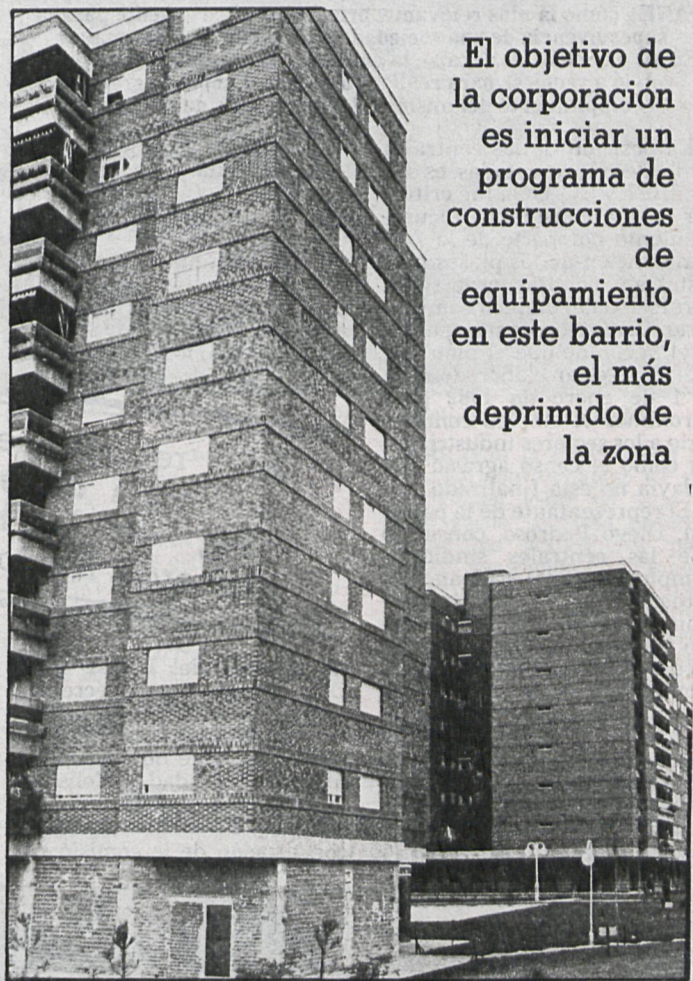 El objetivo de
la corporación
es iniciar un
programa de
construcciones
de
equipamiento
en este barrio,
el más
deprimido de
la zona